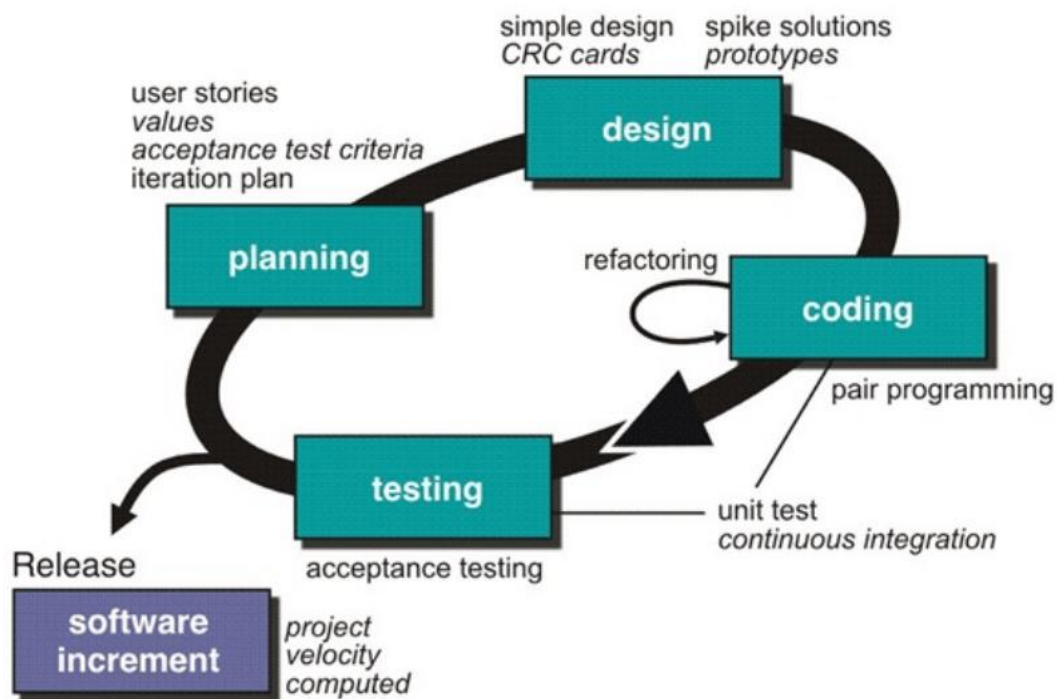 simple design
CRC cards
spike solutions
prototypes
user stories
values
acceptance test criteria
iteration plan
design
planning
refactoring
coding
pair programming
testing
unit test
continuous integration
acceptance testing
Release
software
increment
project
velocity
computed